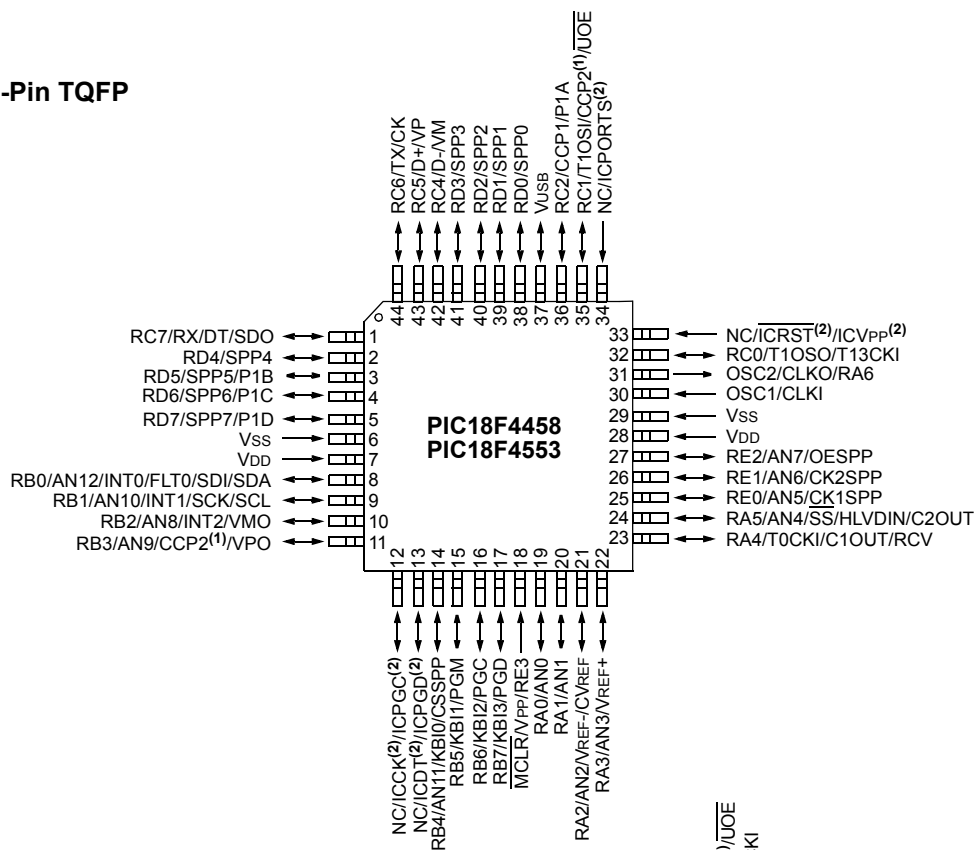 -Pin TQFP
RC6/TX/CK
RC5/D+/VP
RC4/D-/VM
RD3/SPP3
RD2/SPP2
RD1/SPP1
RD0/SPP0
VUSB
RC2/CCP1/P1A
RC1/T1OSI/CCP2(1)/UOE
NC/ICPORTS(2)
44
43
42
41
40
39
38
37
36
35
34
RC7/RX/DT/SDO 1
RD4/SPP4 2
RD5/SPP5/P1B 3
RD6/SPP6/P1C 4
RD7/SPP7/P1D 5
VSS 6
VDD 7
RB0/AN12/INT0/FLT0/SDI/SDA 8
RB1/AN10/INT1/SCK/SCL 9
RB2/AN8/INT2/VMO 10
RB3/AN9/CCP2(1)/VPO 11
PIC18F4458
PIC18F4553
33 NC/ICRST(2)/ICVPP(2)
32 RC0/T1OSO/T13CKI
31 OSC2/CLKO/RA6
30 OSC1/CLKI
29 VSS
28 VDD
27 RE2/AN7/OESPP
26 RE1/AN6/CK2SPP
25 RE0/AN5/CK1SPP
24 RA5/AN4/SS/HLVDIN/C2OUT
23 RA4/T0CKI/C1OUT/RCV
12
13
14
15
16
17
18
19
20
21
22
NC/ICCK(2)/ICPGC(2)
NC/ICDT(2)/ICPGD(2)
RB4/AN11/KBI0/CSSPP
RB5/KBI1/PGM
RB6/KBI2/PGC
RB7/KBI3/PGD
MCLR/VPP/RE3
RA0/AN0
RA1/AN1
RA2/AN2/VREF-/CVREF
RA3/AN3/VREF+
/UOE